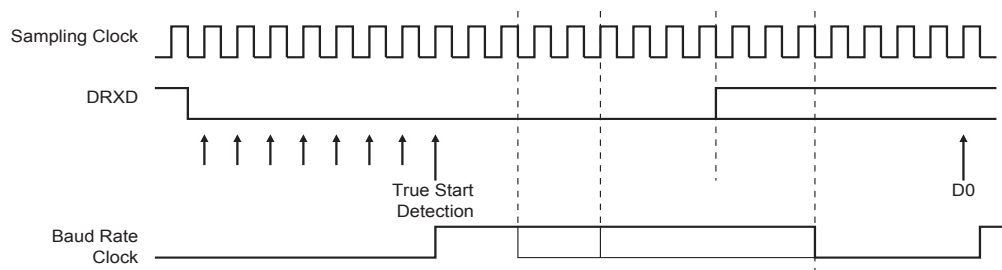 Sampling Clock
DRXD
True Start
Detection
D0
Baud Rate
Clock